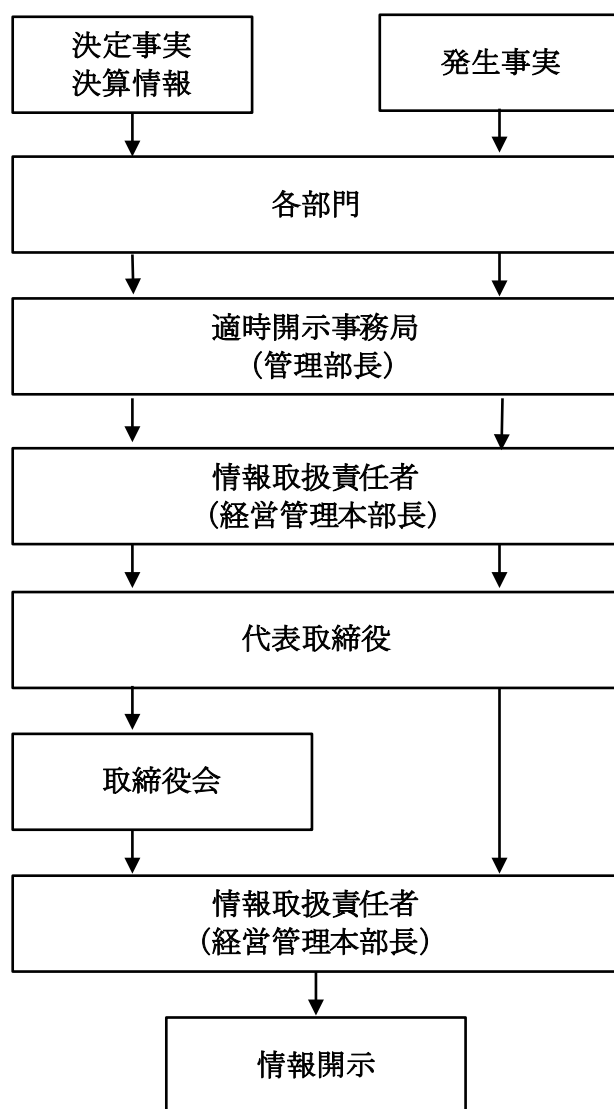 決定事実
決算情報
発生事実
各部門
適時開示事務局
（管理部長）
情報取扱責任者
（経営管理本部長）
代表取締役
取締役会
情報取扱責任者
（経営管理本部長）
情報開示